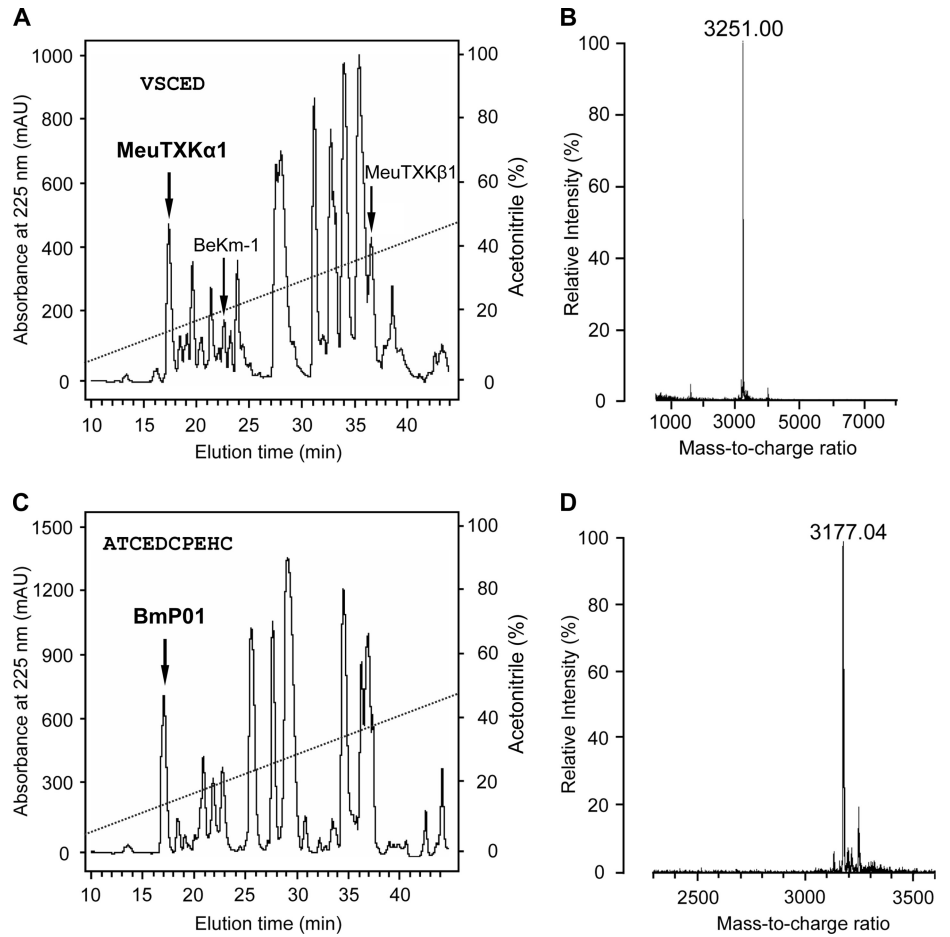 A
VSCED
MeuTXKα1
BeKm-1
MeuTXKβ1
1000
800
600
400
200
0
100
80
60
40
20
0
10 15 20 25 30 35 40
Absorbance at 225 nm (mAU)
Acetonitrile (%)
Elution time (min)
B
3251.00
100
80
60
40
20
0
1000 3000 5000 7000
Relative Intensity (%)
Mass-to-charge ratio
C
ATCEDCPEHC
BmP01
1500
1200
900
600
300
0
100
80
60
40
20
0
10 15 20 25 30 35 40
Absorbance at 225 nm (mAU)
Acetonitrile (%)
Elution time (min)
D
3177.04
100
80
60
40
20
0
2500 3000 3500
Relative Intensity (%)
Mass-to-charge ratio